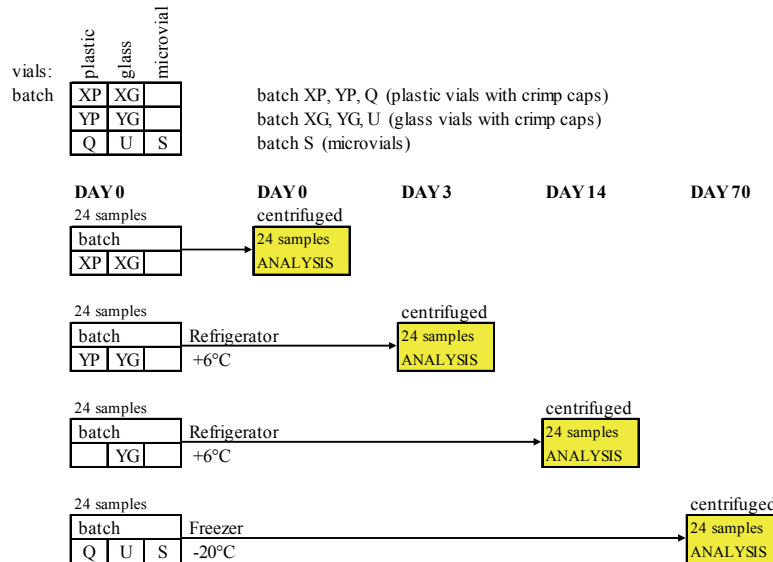 plastic
glass
microvial
vials:
batch XP XG batch XP, YP, Q (plastic vials with crimp caps)
YP YG batch XG, YG, U (glass vials with crimp caps)
Q U S batch S (microvials)
DAY 0 DAY 0 DAY 3 DAY 14 DAY 70
24 samples centrifuged
batch 24 samples
XP XG ANALYSIS
24 samples centrifuged
batch Refrigerator 24 samples
YP YG +6°C ANALYSIS
24 samples centrifuged
batch Refrigerator 24 samples
YG +6°C ANALYSIS
24 samples centrifuged
batch Freezer 24 samples
Q U S -20°C ANALYSIS